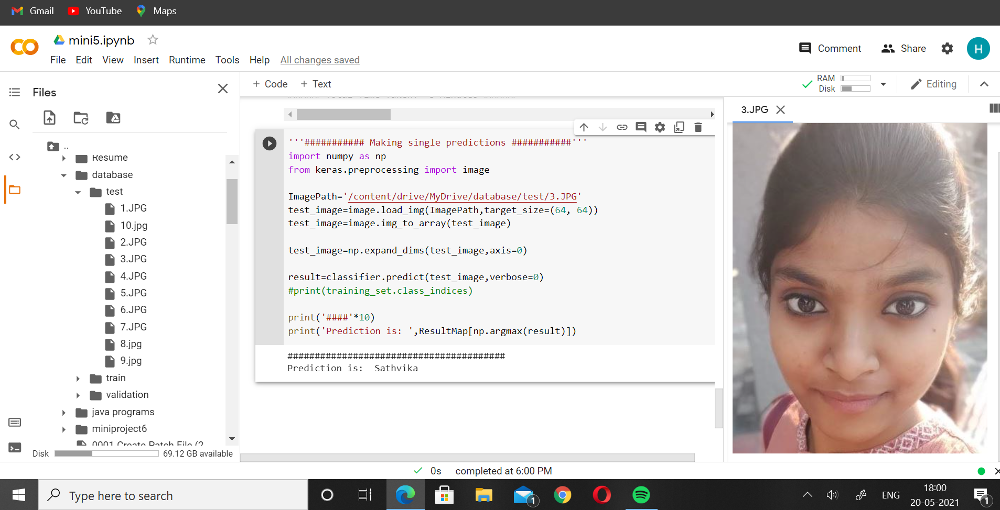 Gmail YouTube Maps
mini5.ipynb
File Edit View Insert Runtime Tools Help All changes saved
Comment Share H
Files
+ Code + Text
RAM
Disk
Editing
..
Resume
database
test
1.JPG
10.jpg
2.JPG
3.JPG
4.JPG
5.JPG
6.JPG
7.JPG
8.jpg
9.jpg
train
validation
java programs
miniproject6
0001 Create Patch File (2
Disk 69.12 GB available
'''########### Making single predictions ###########'''
import numpy as np
from keras.preprocessing import image
ImagePath='/content/drive/MyDrive/database/test/3.JPG'
test_image=image.load_img(ImagePath,target_size=(64, 64))
test_image=image.img_to_array(test_image)
test_image=np.expand_dims(test_image,axis=0)
result=classifier.predict(test_image,verbose=0)
#print(training_set.class_indices)
print('####'*10)
print('Prediction is: ',ResultMap[np.argmax(result)])
########################################
Prediction is:  Sathvika
3.JPG
0s completed at 6:00 PM
Type here to search
1
ENG
18:00
20-05-2021
1